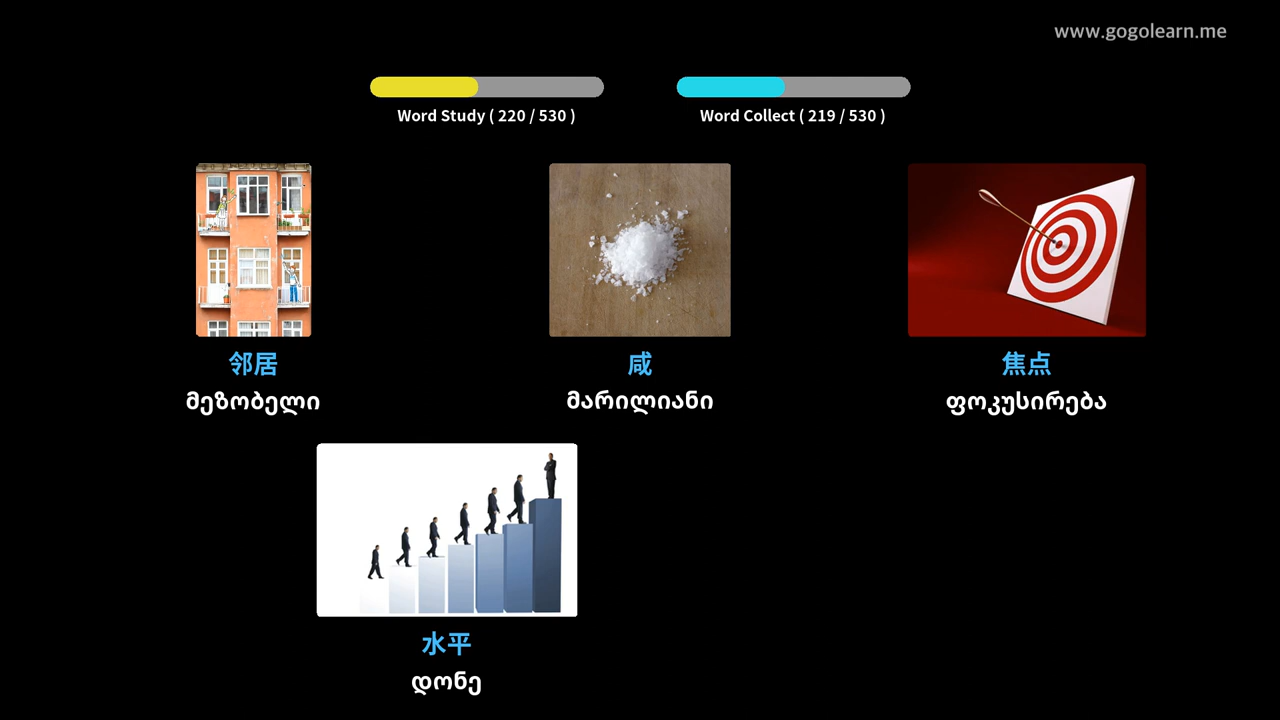 www.gogolearn.me
Word Study ( 220 / 530 )
Word Collect ( 219 / 530 )
邻居
მეზობელი
咸
მარილიანი
焦点
ფოკუსირება
水平
დონე